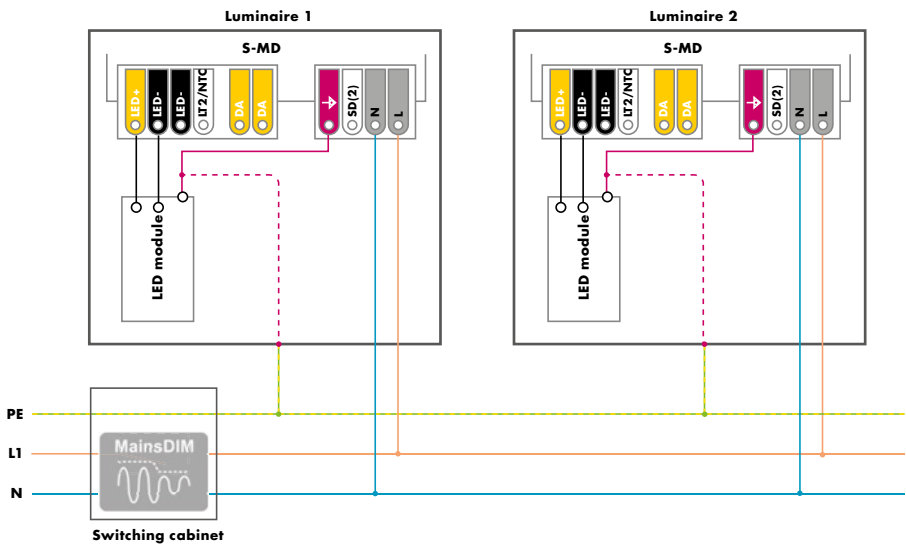 Luminaire 1
S-MD
LED+
LED-
LED-
LT2/NTC
DA
DA
SD(2)
N
L
LED module
Luminaire 2
S-MD
LED+
LED-
LED-
LT2/NTC
DA
DA
SD(2)
N
L
LED module
PE
L1
N
MainsDIM
Switching cabinet